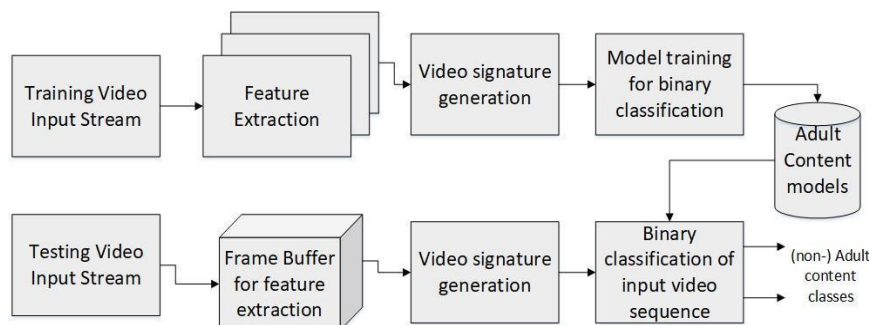 Training Video
Input Stream
Feature
Extraction
Video signature
generation
Model training
for binary
classification
Adult
Content
models
Testing Video
Input Stream
Frame Buffer
for feature
extraction
Video signature
generation
Binary
classification of
input video
sequence
(non-) Adult
content
classes